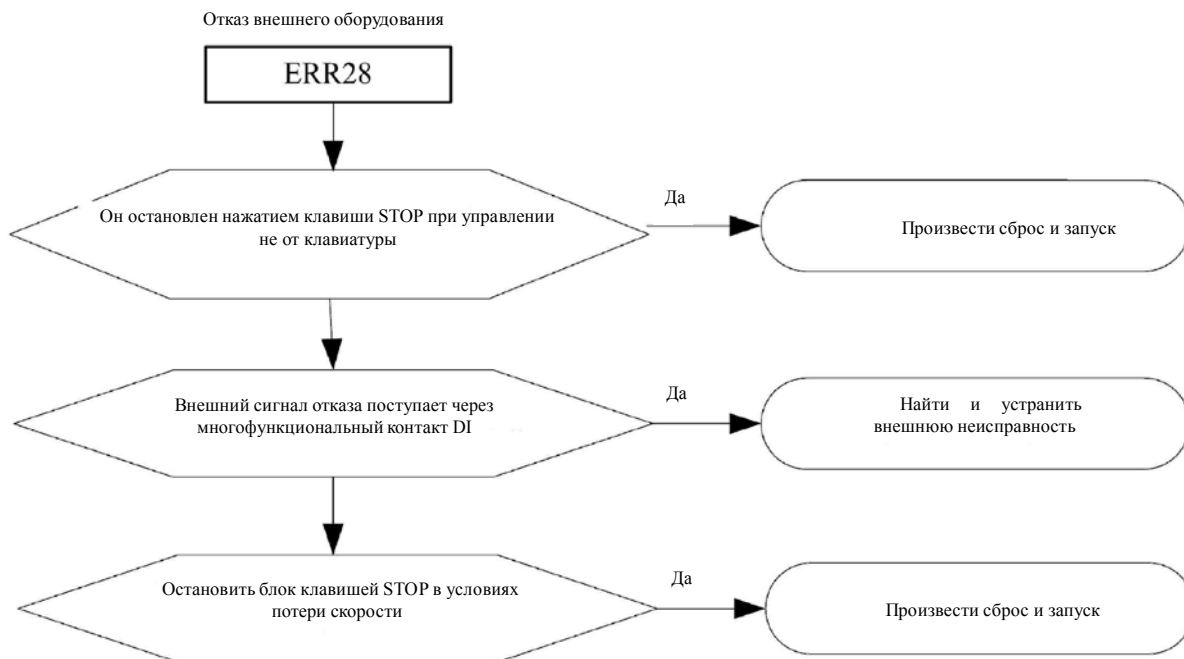 Отказ внешнего оборудования
ERR28
Он остановлен нажатием клавиши STOP при управлении
не от клавиатуры
Да
Произвести сброс и запуск
Внешний сигнал отказа поступает через
многофункциональный контакт DI
Да
Найти и устранить
внешнюю неисправность
Остановить блок клавишей STOP в условиях
потери скорости
Да
Произвести сброс и запуск